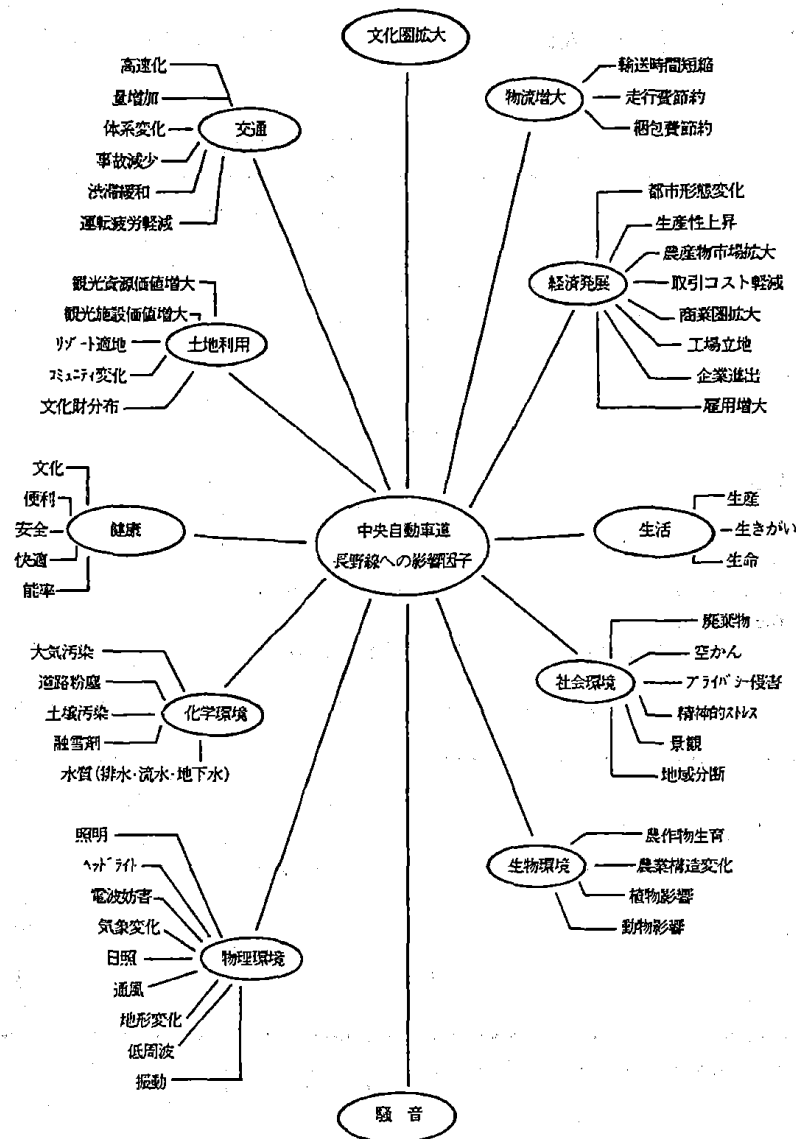 文化圏拡大
高速化
量増加
体系変化
事故減少
渋滞緩和
運転疲労軽減
交通
物流増大
輸送時間短縮
走行費節約
梱包費節約
経済発展
都市形態変化
生産性上昇
農産物市場拡大
取引コスト軽減
商業圏拡大
工場立地
企業進出
雇用増大
観光資源価値増大
観光施設価値増大
リゾート適地
コミュニティ変化
文化財分布
土地利用
文化
便利
安全
快適
能率
健康
中央自動車道
長野線への影響因子
生活
生産
生きがい
生命
大気汚染
道路粉塵
土壌汚染
融雪剤
水質(排水・流水・地下水)
化学環境
社会環境
廃棄物
空かん
プライバシー侵害
精神的ストレス
景観
地域分断
照明
ヘッドライト
電波妨害
気象変化
日照
通風
地形変化
低周波
振動
物理環境
生物環境
農作物生育
農業構造変化
植物影響
動物影響
騒音